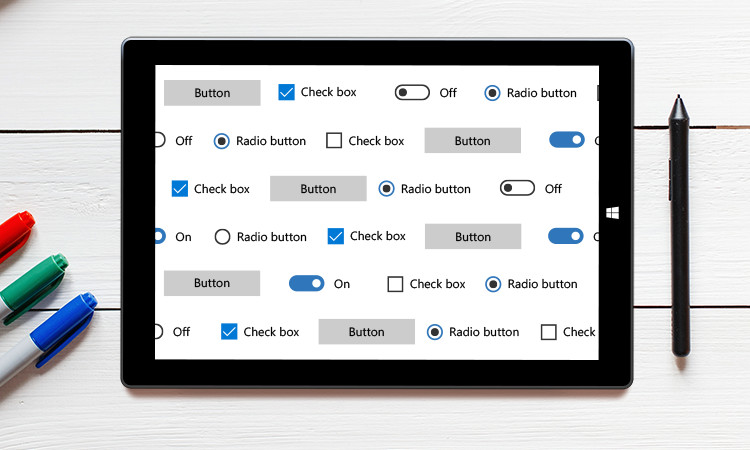 Button Check box Off Radio button
Off Radio button Check box Button
Check box Button Radio button Off
On Radio button Check box Button
Button On Check box Radio button
Off Check box Button Radio button Check